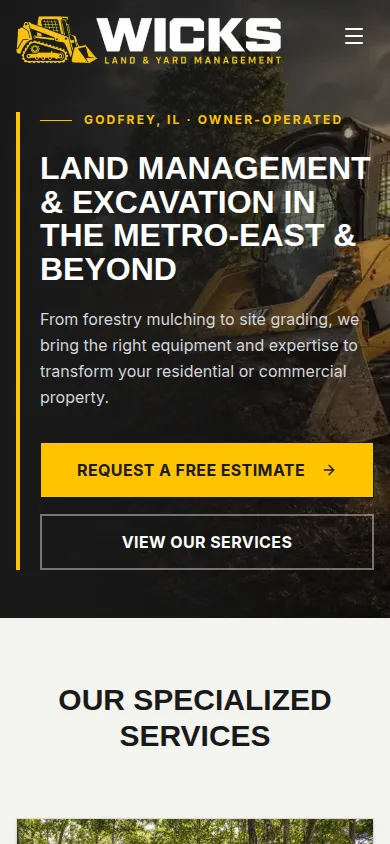 WICKS
LAND & YARD MANAGEMENT
GODFREY, IL · OWNER-OPERATED
LAND MANAGEMENT
& EXCAVATION IN
THE METRO-EAST &
BEYOND
From forestry mulching to site grading, we
bring the right equipment and expertise to
transform your residential or commercial
property.
REQUEST A FREE ESTIMATE →
VIEW OUR SERVICES
OUR SPECIALIZED
SERVICES